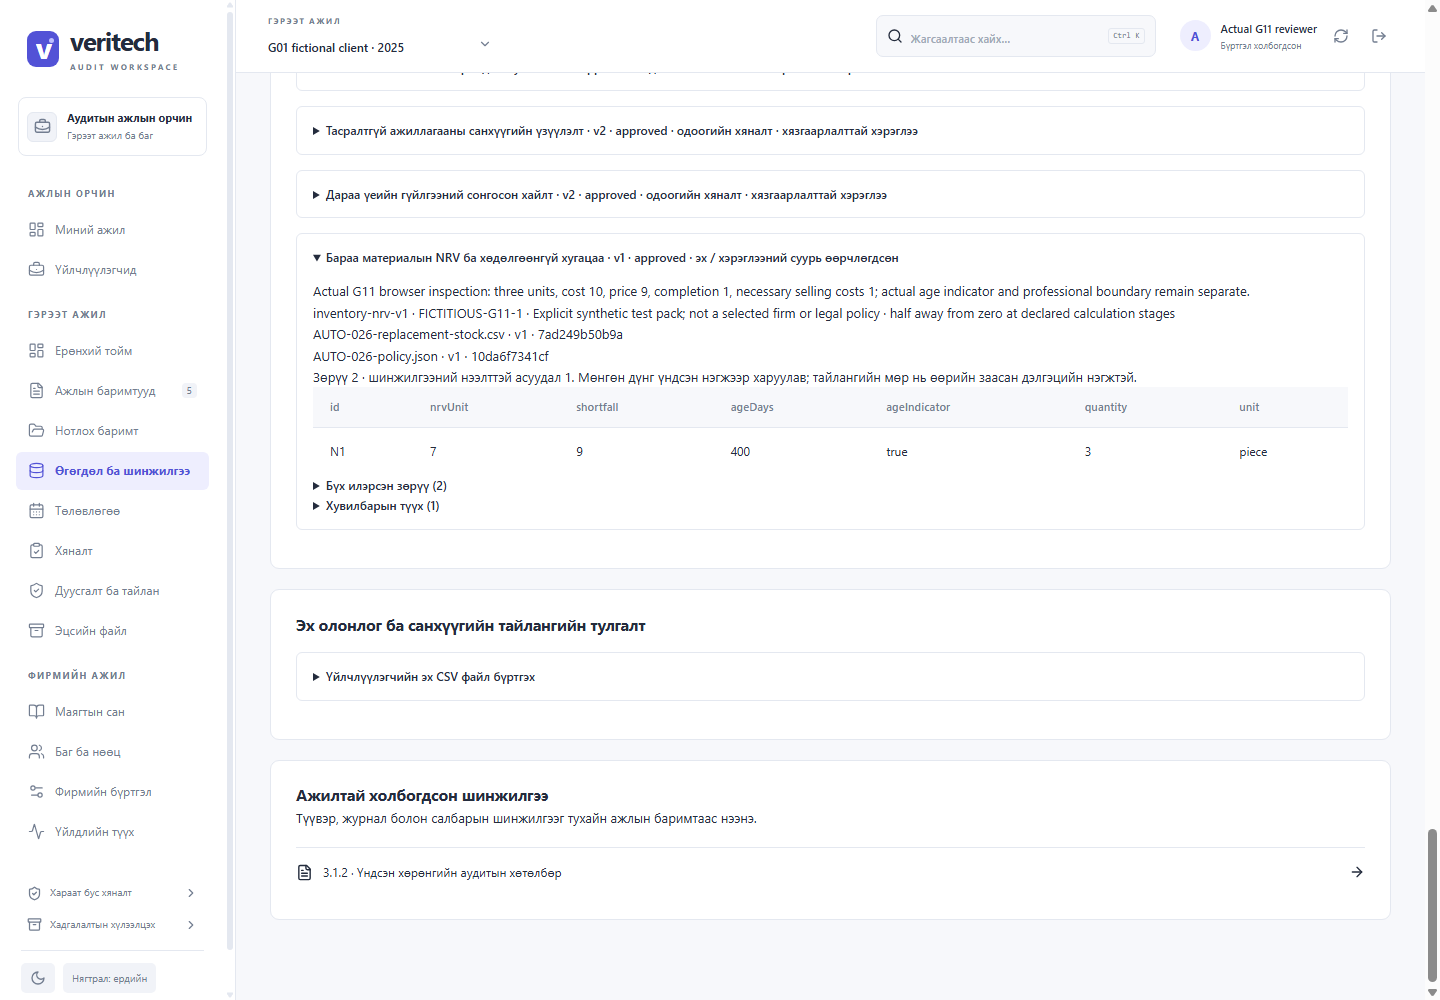 veritech
AUDIT WORKSPACE
Аудитын ажлын орчин
Гэрээт ажил ба баг
АЖЛЫН ОРЧИН
Миний ажил
Үйлчлүүлэгчид
ГЭРЭЭТ АЖИЛ
Ерөнхий тойм
Ажлын баримтууд 5
Нотлох баримт
Өгөгдөл ба шинжилгээ
Төлөвлөгөө
Хяналт
Дуусгалт ба тайлан
Эцсийн файл
ФИРМИЙН АЖИЛ
Маягтын сан
Баг ба нөөц
Фирмийн бүртгэл
Үйлдлийн түүх
Хараат бус хяналт
Хадгалалтын хүлээлцэх
Нягтрал: ердийн
ГЭРЭЭТ АЖИЛ
G01 fictional client · 2025
Жагсаалтаас хайх...
Ctrl K
A
Actual G11 reviewer
Бүртгэл холбогдсон
▶ Тасралтгүй ажиллагааны санхүүгийн үзүүлэлт · v2 · approved · одоогийн хяналт · хязгаарлалттай хэрэглээ
▶ Дараа үеийн гүйлгээний сонгосон хайлт · v2 · approved · одоогийн хяналт · хязгаарлалттай хэрэглээ
▼ Бараа материалын NRV ба хөдөлгөөнгүй хугацаа · v1 · approved · эх / хэрэглээний суурь өөрчлөгдсөн
Actual G11 browser inspection: three units, cost 10, price 9, completion 1, necessary selling costs 1; actual age indicator and professional boundary remain separate.
inventory-nrv-v1 · FICTITIOUS-G11-1 · Explicit synthetic test pack; not a selected firm or legal policy · half away from zero at declared calculation stages
AUTO-026-replacement-stock.csv · v1 · 7ad249b50b9a
AUTO-026-policy.json · v1 · 10da6f7341cf
Зөрүү 2 · шинжилгээний нээлттэй асуудал 1. Мөнгөн дүнг үндсэн нэгжээр харуулав; тайлангийн мөр нь өөрийн заасан дэлгэцийн нэгжтэй.
id nrvUnit shortfall ageDays ageIndicator quantity unit
N1 7 9 400 true 3 piece
▶ Бүх илэрсэн зөрүү (2)
▶ Хувилбарын түүх (1)
Эх олонлог ба санхүүгийн тайлангийн тулгалт
▶ Үйлчлүүлэгчийн эх CSV файл бүртгэх
Ажилтай холбогдсон шинжилгээ
Түүвэр, журнал болон салбарын шинжилгээг тухайн ажлын баримтаас нээнэ.
3.1.2 · Үндсэн хөрөнгийн аудитын хөтөлбөр